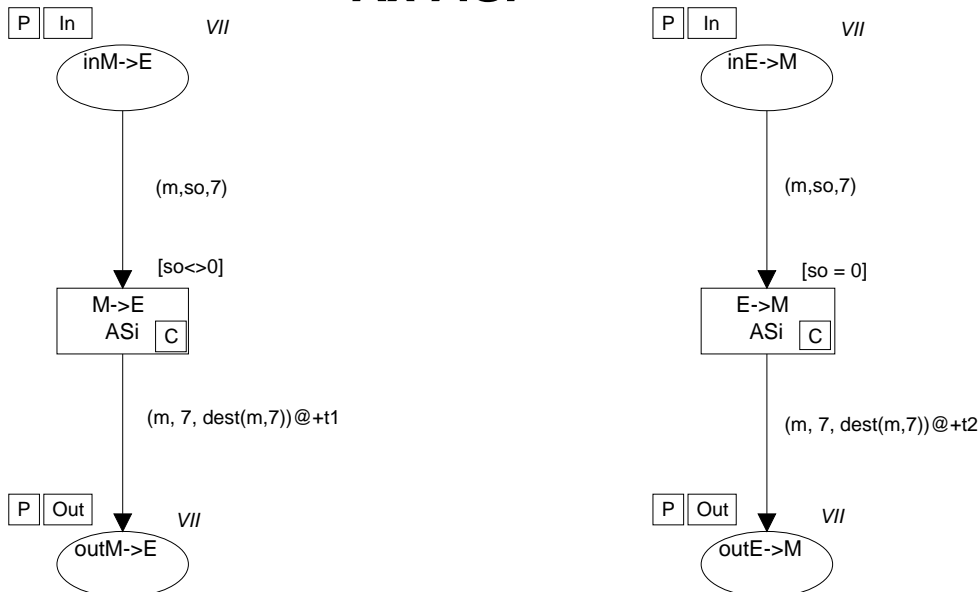 P In VII
inM->E
(m,so,7)
[so<>0]
M->E
ASi C
(m, 7, dest(m,7))@+t1
P Out VII
outM->E
P In VII
inE->M
(m,so,7)
[so = 0]
E->M
ASi C
(m, 7, dest(m,7))@+t2
P Out VII
outE->M